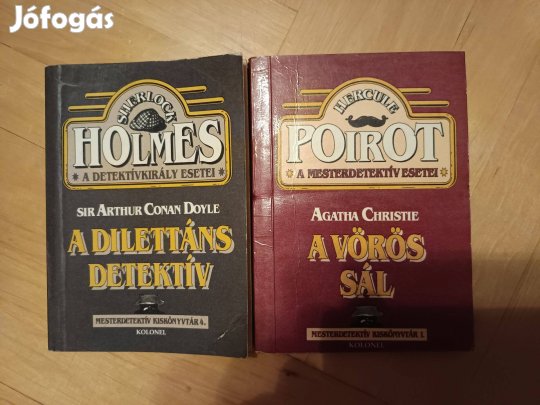 Jófogás
SHERLOCK
HOLMES
A DETEKTÍVKIRÁLY ESETEI
SIR ARTHUR CONAN DOYLE
A DILETTÁNS
DETEKTÍV
MESTERDETEKTÍV KISKÖNYVTÁR 4.
KOLONEL
HERCULE
POIROT
A MESTERDETEKTÍV ESETEI
AGATHA CHRISTIE
A VÖRÖS
SÁL
MESTERDETEKTÍV KISKÖNYVTÁR 1.
KOLONEL